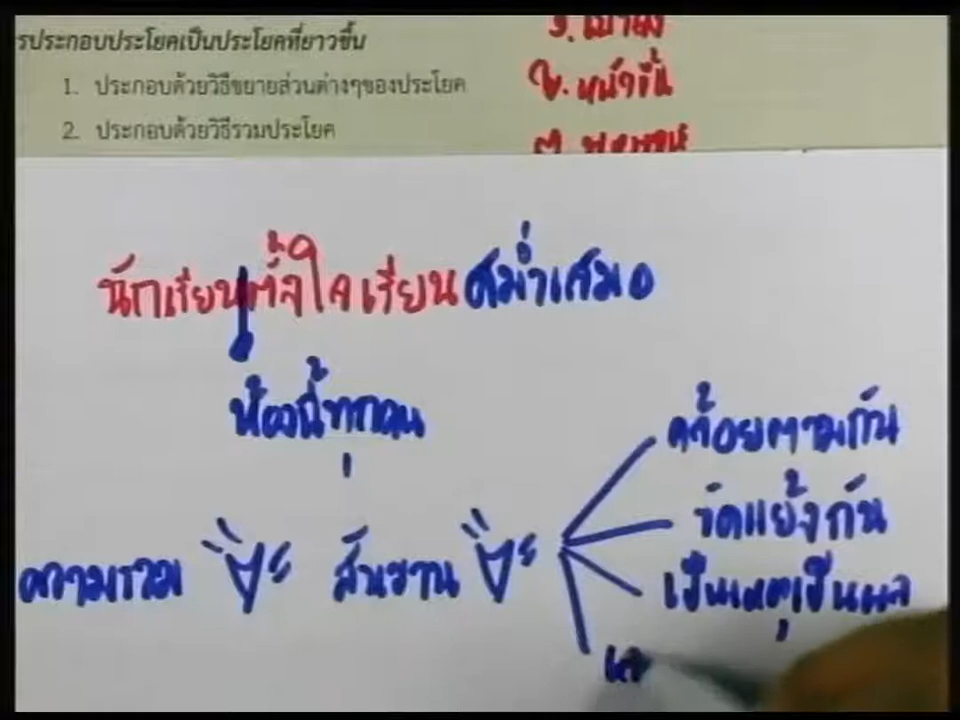 รประกอบประโยคเป็นประโยคที่ยาวขึ้น
1. ประกอบด้วยวิธีขยายส่วนต่างๆของประโยค
2. ประกอบด้วยวิธีรวมประโยค
นักเรียนตั้งใจเรียนสม่ำเสมอ
ห้องนี้ทุกคน
คล้อยตามกัน
ขัดแย้งกัน
ความรวม สันธาน
เป็นเหตุเป็นผล